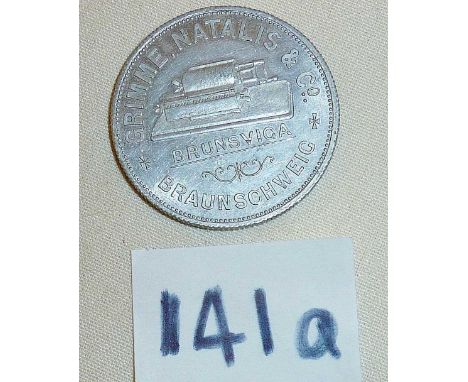 GRIMME, NATALIS & Co.
BRUNSVIGA
BRAUNSCHWEIG
141a